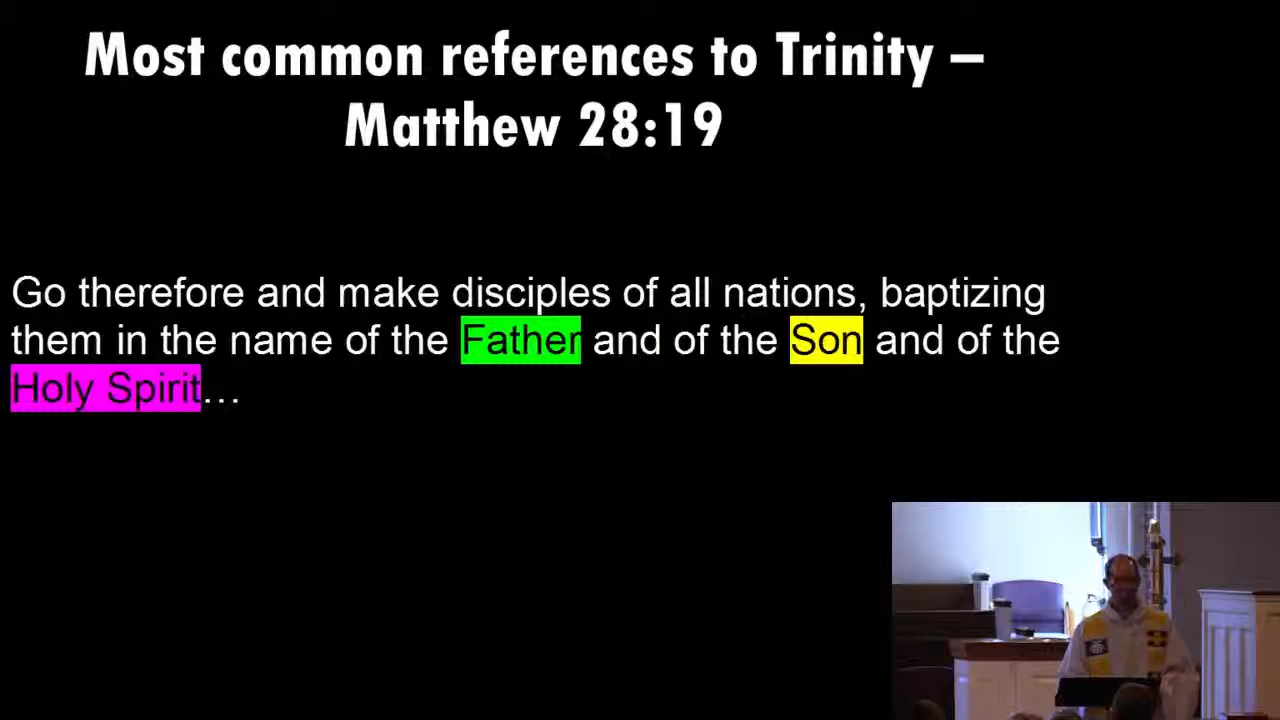 Most common references to Trinity –
Matthew 28:19
Go therefore and make disciples of all nations, baptizing
them in the name of the Father and of the Son and of the
Holy Spirit…